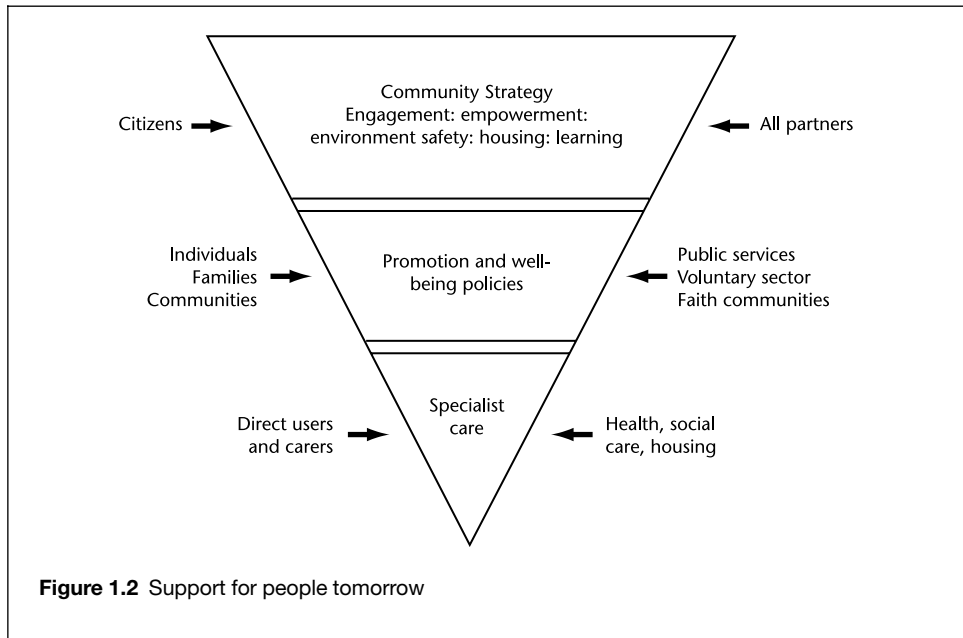 Community Strategy
Engagement: empowerment:
environment safety: housing: learning
Citizens
All partners
Individuals
Families
Communities
Promotion and well-
being policies
Public services
Voluntary sector
Faith communities
Direct users
and carers
Specialist
care
Health, social
care, housing
Figure 1.2 Support for people tomorrow